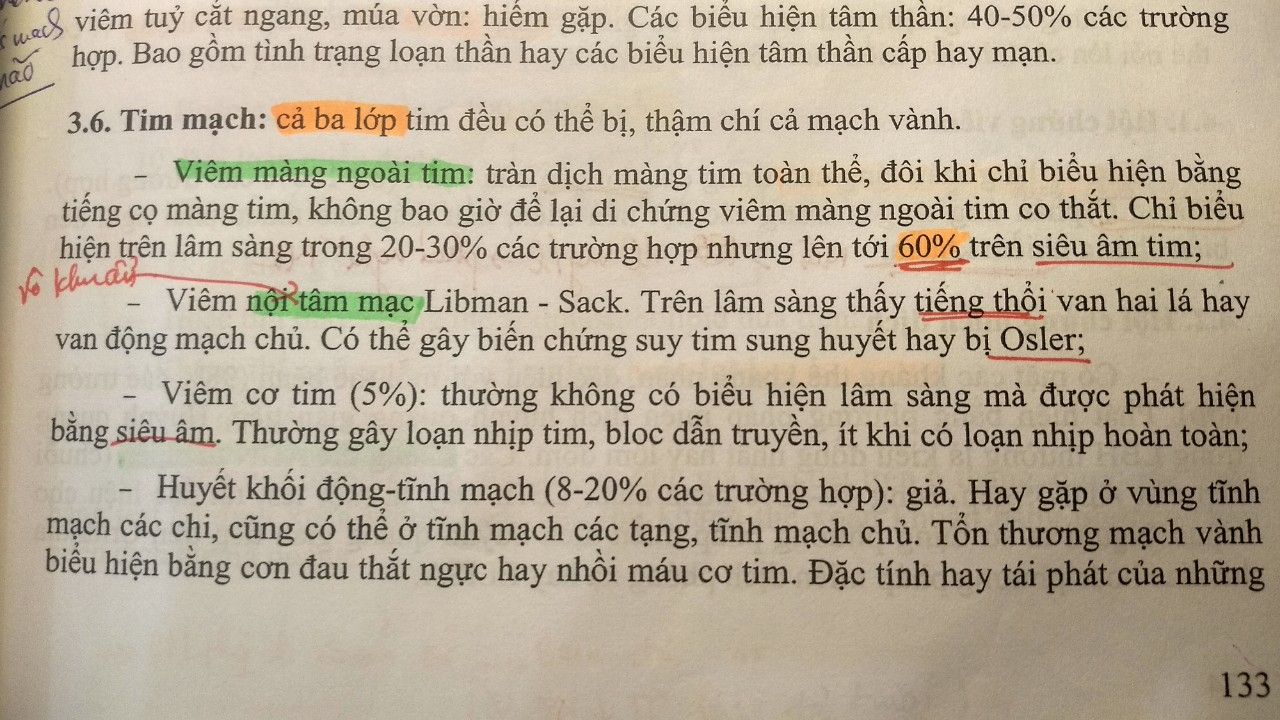 mạch viêm tuỷ cắt ngang, múa vờn: hiếm gặp. Các biểu hiện tâm thần: 40-50% các trường
não hợp. Bao gồm tình trạng loạn thần hay các biểu hiện tâm thần cấp hay mạn.
3.6. Tim mạch: cả ba lớp tim đều có thể bị, thậm chí cả mạch vành.
- Viêm màng ngoài tim: tràn dịch màng tim toàn thể, đôi khi chỉ biểu hiện bằng
tiếng cọ màng tim, không bao giờ để lại di chứng viêm màng ngoài tim co thắt. Chỉ biểu
hiện trên lâm sàng trong 20-30% các trường hợp nhưng lên tới 60% trên siêu âm tim;
vô khuẩn
- Viêm nội tâm mạc Libman - Sack. Trên lâm sàng thấy tiếng thổi van hai lá hay
van động mạch chủ. Có thể gây biến chứng suy tim sung huyết hay bị Osler;
- Viêm cơ tim (5%): thường không có biểu hiện lâm sàng mà được phát hiện
bằng siêu âm. Thường gây loạn nhịp tim, bloc dẫn truyền, ít khi có loạn nhịp hoàn toàn;
- Huyết khối động-tĩnh mạch (8-20% các trường hợp): giả. Hay gặp ở vùng tĩnh
mạch các chi, cũng có thể ở tĩnh mạch các tạng, tĩnh mạch chủ. Tổn thương mạch vành
biểu hiện bằng cơn đau thắt ngực hay nhồi máu cơ tim. Đặc tính hay tái phát của những
133